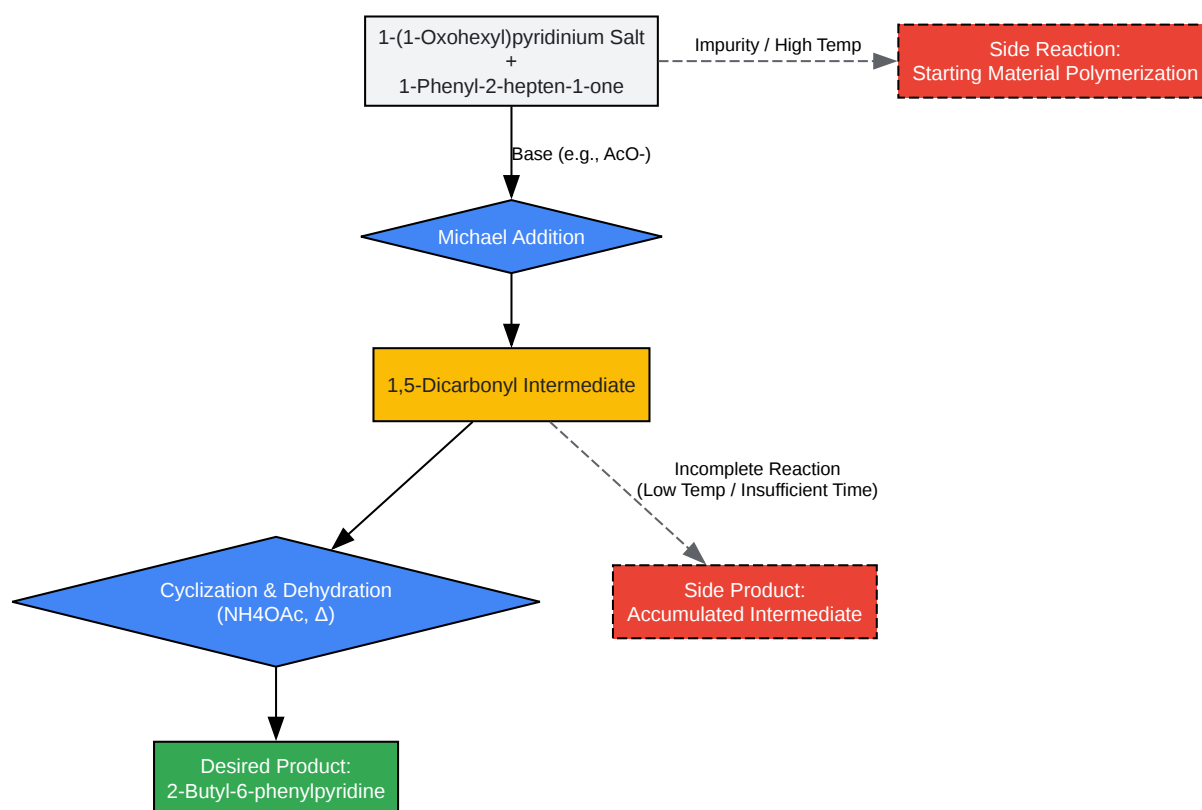 1-(1-Oxohexyl)pyridinium Salt
+
1-Phenyl-2-hepten-1-one
Impurity / High Temp
Side Reaction:
Starting Material Polymerization
Base (e.g., AcO-)
Michael Addition
1,5-Dicarbonyl Intermediate
Incomplete Reaction
(Low Temp / Insufficient Time)
Cyclization & Dehydration
(NH4OAc, Δ)
Side Product:
Accumulated Intermediate
Desired Product:
2-Butyl-6-phenylpyridine